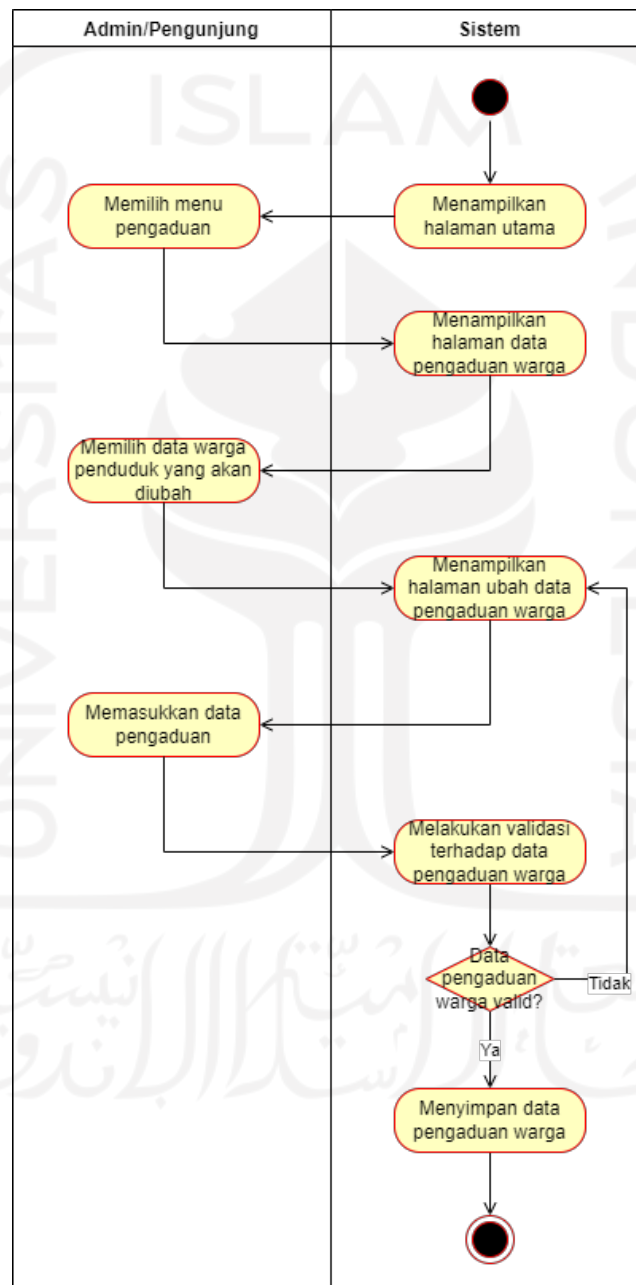 Admin/Pengunjung
Sistem
ISLAM
UNIVERSITAS
Menampilkan
halaman utama
Memilih menu
pengaduan
Menampilkan
halaman data
pengaduan warga
Memilih data warga
penduduk yang akan
diubah
Menampilkan
halaman ubah data
pengaduan warga
Memasukkan data
pengaduan
Melakukan validasi
terhadap data
pengaduan warga
Data
pengaduan
warga valid?
Tidak
Ya
Menyimpan data
pengaduan warga